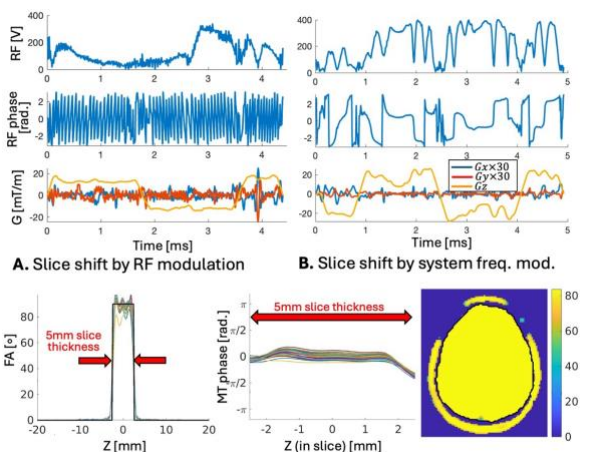 RF [V]
400
200
0
0 1 2 3 4
RF phase
[rad.]
2
0
-2
0 1 2 3 4
G [mT/m]
20
0
-20
0 1 2 3 4
Time [ms]
A. Slice shift by RF modulation
400
200
0
0 1 2 3 4 5
2
0
-2
0 1 2 3 4 5
Gx×30
Gy×30
Gz
20
0
-20
0 1 2 3 4 5
Time [ms]
B. Slice shift by system freq. mod.
FA [°]
80
60
40
20
0
5mm slice
thickness
-20 -10 0 10 20
Z [mm]
MT phase [rad.]
5mm slice thickness
π
π/2
0
-π/2
-π
-2 -1 0 1 2
Z (in slice) [mm]
80
60
40
20
0